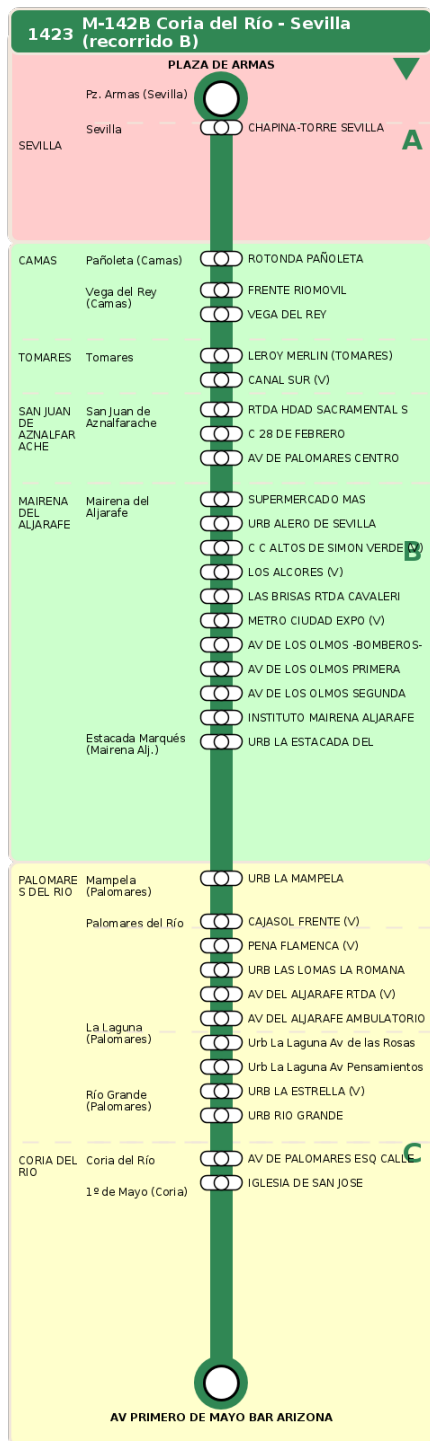 1423 M-142B Coria del Río - Sevilla
(recorrido B)
PLAZA DE ARMAS
Pz. Armas (Sevilla)
Sevilla CHAPINA-TORRE SEVILLA
SEVILLA
A
CAMAS Pañoleta (Camas) ROTONDA PAÑOLETA
Vega del Rey
(Camas)
FRENTE RIOMOVIL
VEGA DEL REY
TOMARES Tomares LEROY MERLIN (TOMARES)
CANAL SUR (V)
SAN JUAN
DE
AZNALFAR
ACHE
San Juan de
Aznalfarache
RTDA HDAD SACRAMENTAL S
C 28 DE FEBRERO
AV DE PALOMARES CENTRO
MAIRENA
DEL
ALJARAFE
Mairena del
Aljarafe
SUPERMERCADO MAS
URB ALERO DE SEVILLA
C C ALTOS DE SIMON VERDE (V)
B
LOS ALCORES (V)
LAS BRISAS RTDA CAVALERI
METRO CIUDAD EXPO (V)
AV DE LOS OLMOS -BOMBEROS-
AV DE LOS OLMOS PRIMERA
AV DE LOS OLMOS SEGUNDA
INSTITUTO MAIRENA ALJARAFE
Estacada Marqués
(Mairena Alj.)
URB LA ESTACADA DEL
PALOMARE
S DEL RIO
Mampela
(Palomares)
URB LA MAMPELA
Palomares del Río CAJASOL FRENTE (V)
PENA FLAMENCA (V)
URB LAS LOMAS LA ROMANA
AV DEL ALJARAFE RTDA (V)
AV DEL ALJARAFE AMBULATORIO
La Laguna
(Palomares)
Urb La Laguna Av de las Rosas
Urb La Laguna Av Pensamientos
Río Grande
(Palomares)
URB LA ESTRELLA (V)
URB RIO GRANDE
CORIA DEL
RIO
Coria del Río AV DE PALOMARES ESQ CALLE
C
1º de Mayo (Coria) IGLESIA DE SAN JOSE
AV PRIMERO DE MAYO BAR ARIZONA